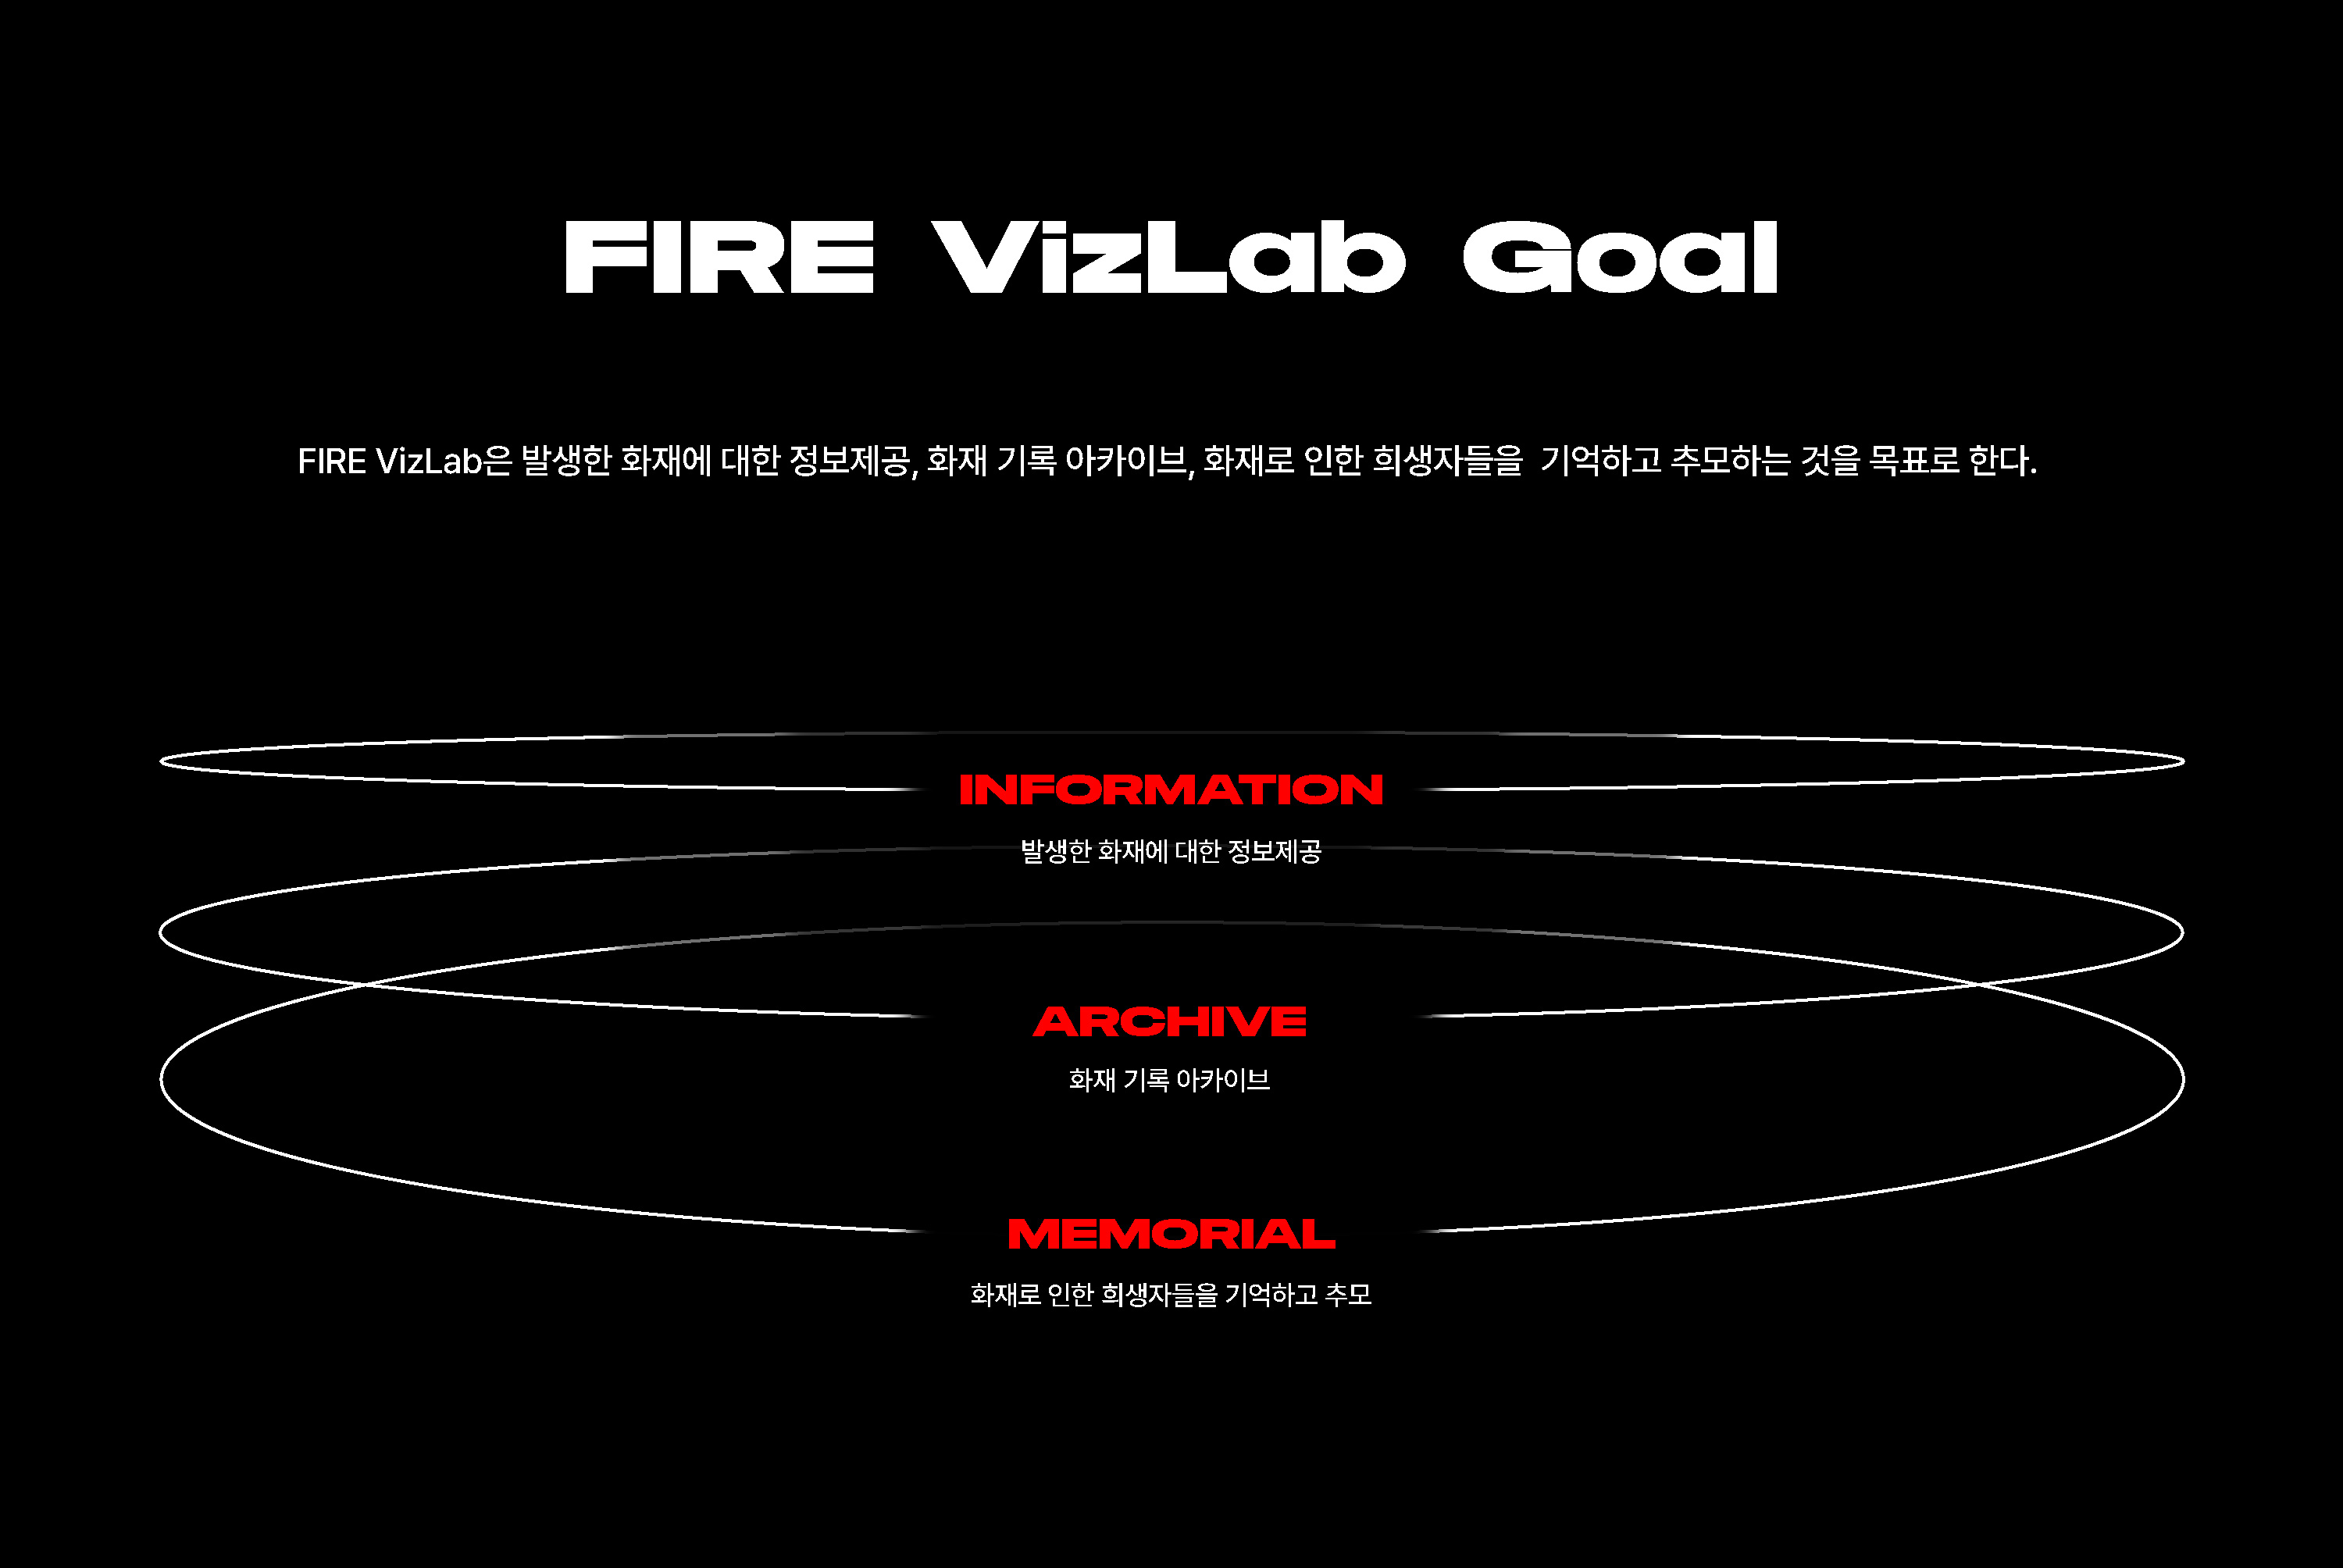 FIRE VizLab Goal
FIRE VizLab은 발생한 화재에 대한 정보제공, 화재 기록 아카이브, 화재로 인한 희생자들을 기억하고 추모하는 것을 목표로 한다.
INFORMATION
발생한 화재에 대한 정보제공
ARCHIVE
화재 기록 아카이브
MEMORIAL
화재로 인한 희생자들을 기억하고 추모